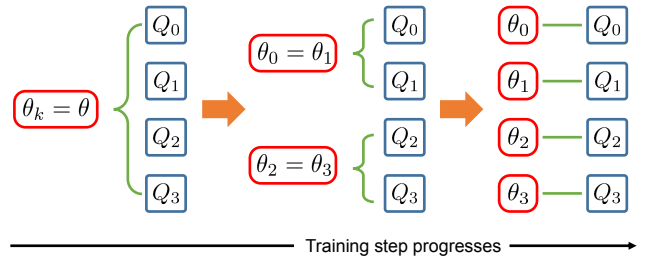 θ_k = θ
Q_0
Q_1
Q_2
Q_3
θ_0 = θ_1
θ_2 = θ_3
Q_0
Q_1
Q_2
Q_3
θ_0 Q_0
θ_1 Q_1
θ_2 Q_2
θ_3 Q_3
Training step progresses